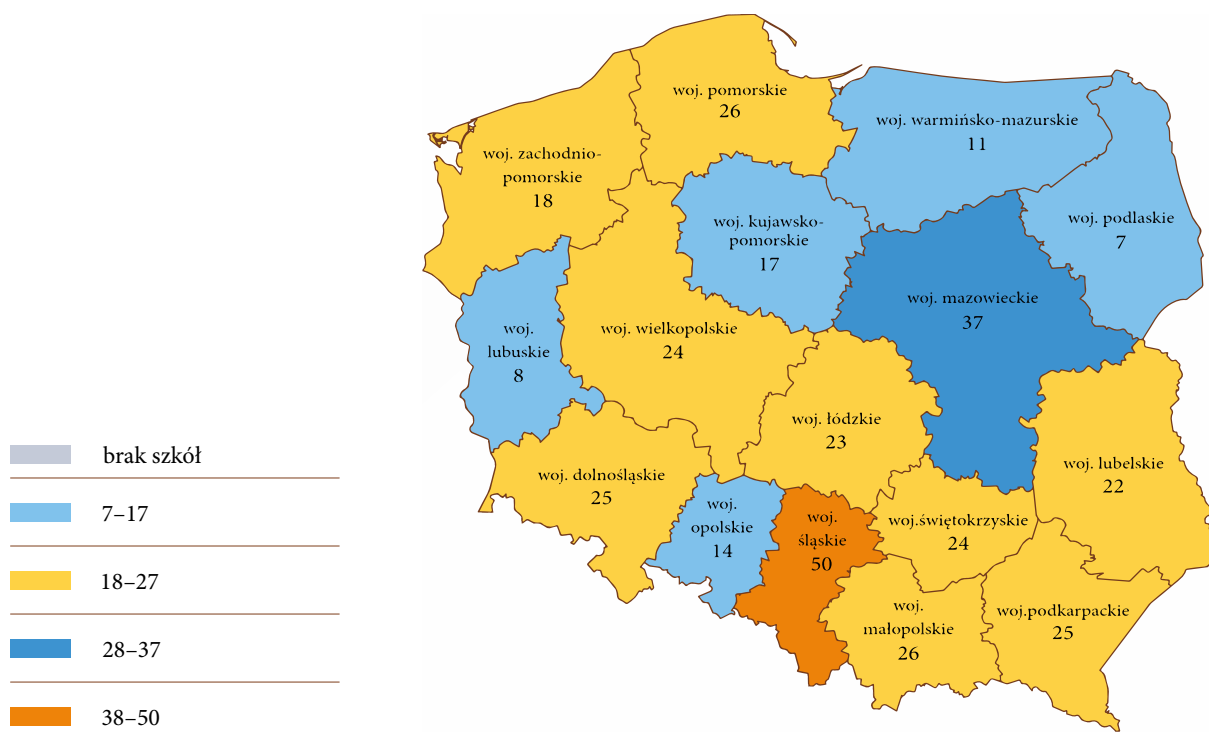 woj. pomorskie
26
woj. warmińsko-mazurskie
11
woj. zachodnio-
pomorskie
18
woj. kujawsko-
pomorskie
17
woj. podlaskie
7
woj. mazowieckie
37
woj.
lubuskie
8
woj. wielkopolskie
24
woj. łódzkie
23
woj. lubelskie
22
woj. dolnośląskie
25
woj.
opolskie
14
woj.
śląskie
50
woj.świętokrzyskie
24
woj.
małopolskie
26
woj.podkarpackie
25
brak szkół
7–17
18–27
28–37
38–50